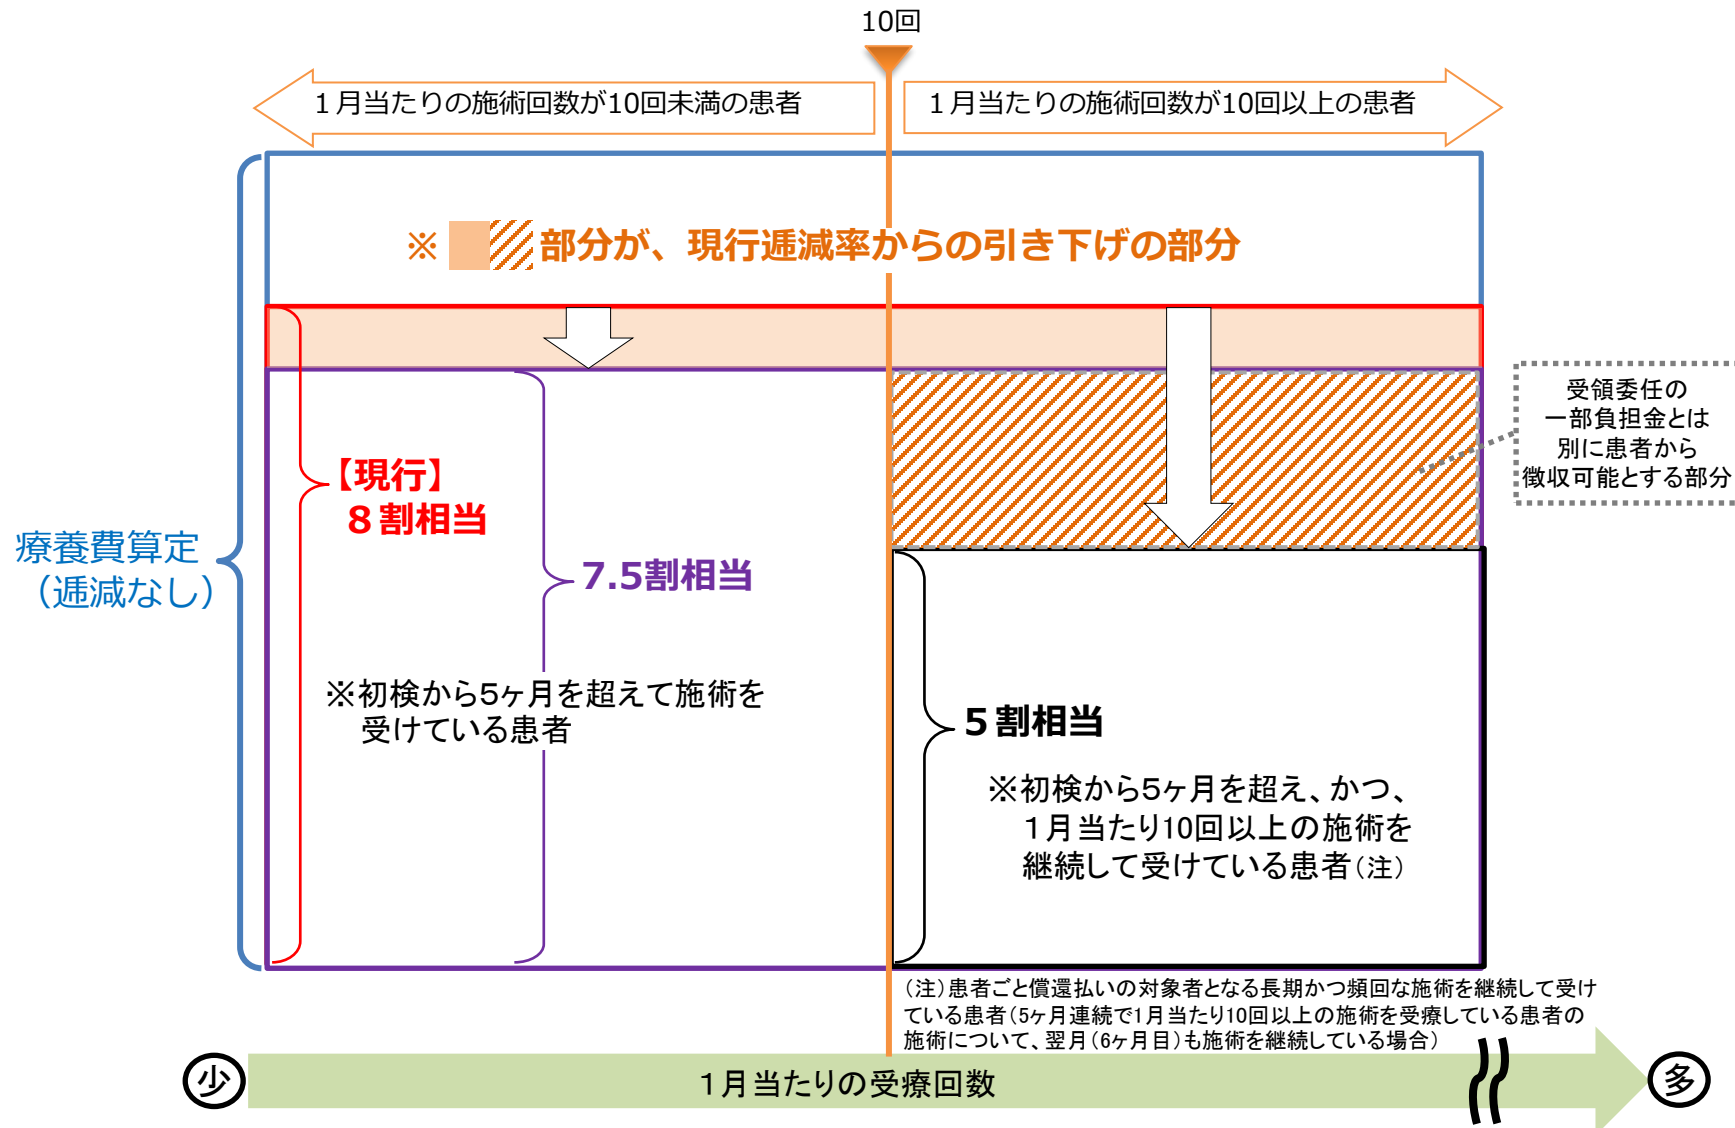 10回
１月当たりの施術回数が10回未満の患者
１月当たりの施術回数が10回以上の患者
※ 部分が、現行逓減率からの引き下げの部分
受領委任の
一部負担金とは
別に患者から
徴収可能とする部分
【現行】
８割相当
療養費算定
（逓減なし）
7.5割相当
※初検から5ヶ月を超えて施術を
受けている患者
５割相当
※初検から5ヶ月を超え、かつ、
１月当たり10回以上の施術を
継続して受けている患者（注）
（注）患者ごと償還払いの対象者となる長期かつ頻回な施術を継続して受け
ている患者（5ヶ月連続で1月当たり10回以上の施術を受療している患者の
施術について、翌月（6ヶ月目）も施術を継続している場合）
少
１月当たりの受療回数
多